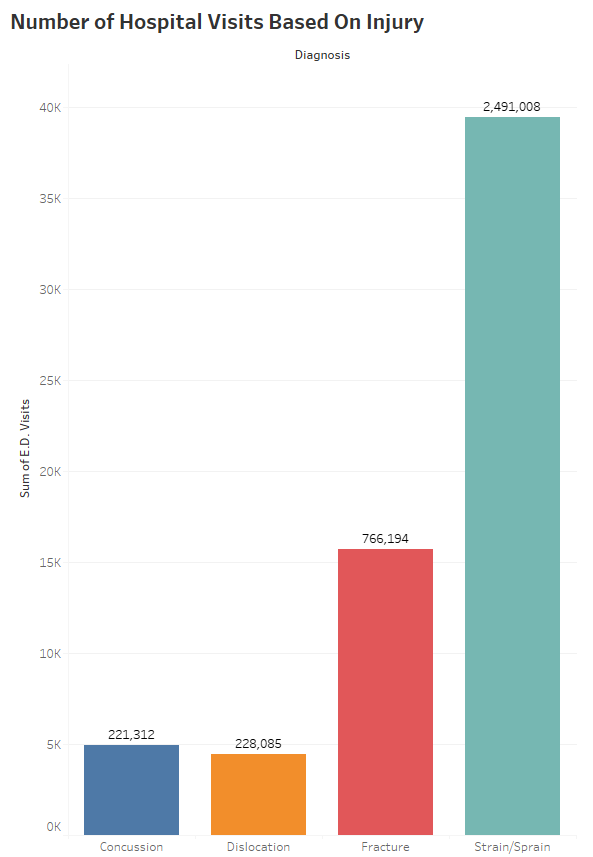 Number of Hospital Visits Based On Injury
Diagnosis
40K
35K
30K
25K
20K
15K
10K
5K
0K
Sum of E.D. Visits
2,491,008
766,194
221,312
228,085
Concussion
Dislocation
Fracture
Strain/Sprain